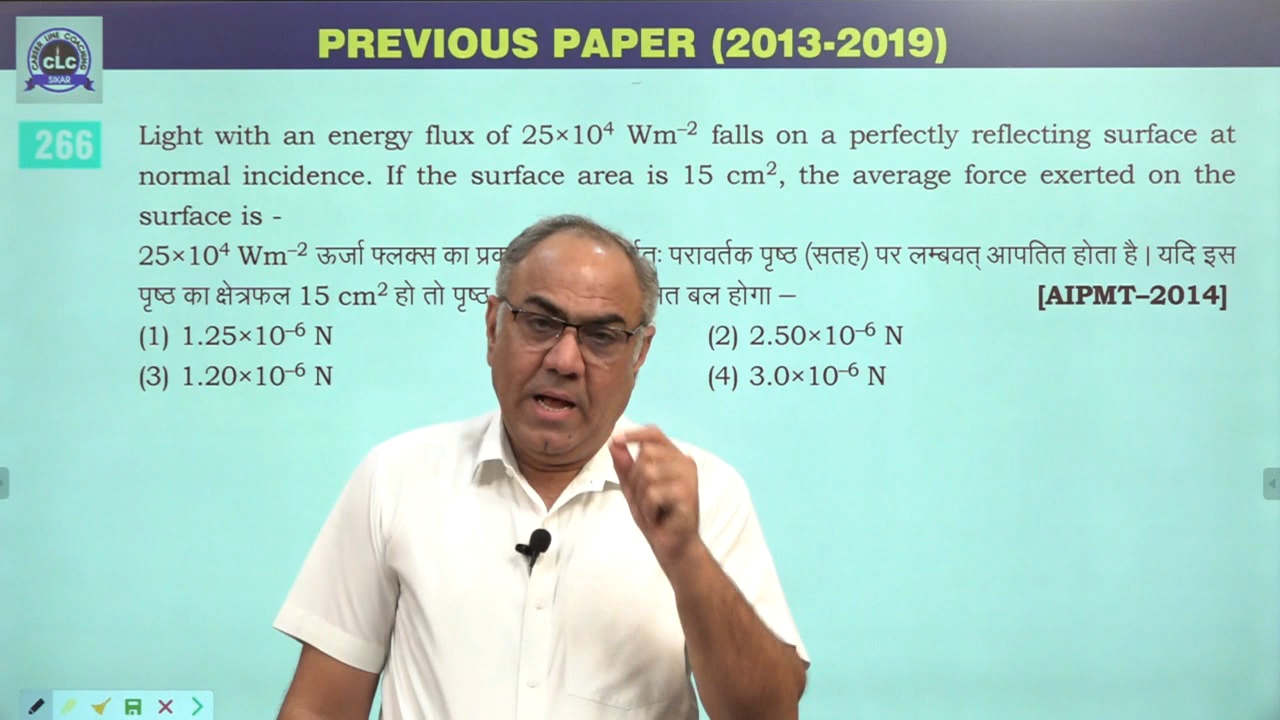 PREVIOUS PAPER (2013-2019)
CAREER LINE COACHING
CLC
SIKAR
266
Light with an energy flux of 25×10⁴ Wm⁻² falls on a perfectly reflecting surface at
normal incidence. If the surface area is 15 cm², the average force exerted on the
surface is -
25×10⁴ Wm⁻² ऊर्जा फ्लक्स का परावर्तक पृष्ठ (सतह) पर लम्बवत् आपतित होता है। यदि इस
पृष्ठ का क्षेत्रफल 15 cm² हो तो बल होगा –
[AIPMT–2014]
(1) 1.25×10⁻⁶ N
(2) 2.50×10⁻⁶ N
(3) 1.20×10⁻⁶ N
(4) 3.0×10⁻⁶ N